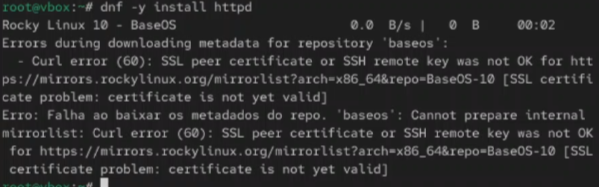 root@vbox:~# dnf -y install httpd
Rocky Linux 10 - BaseOS 0.0 B/s | 0 B 00:02
Errors during downloading metadata for repository 'baseos':
- Curl error (60): SSL peer certificate or SSH remote key was not OK for htt
ps://mirrors.rockylinux.org/mirrorlist?arch=x86_64&repo=BaseOS-10 [SSL certifi
cate problem: certificate is not yet valid]
Erro: Falha ao baixar os metadados do repo. 'baseos': Cannot prepare internal
mirrorlist: Curl error (60): SSL peer certificate or SSH remote key was not OK
for https://mirrors.rockylinux.org/mirrorlist?arch=x86_64&repo=BaseOS-10 [SSL
certificate problem: certificate is not yet valid]
root@vbox:~#